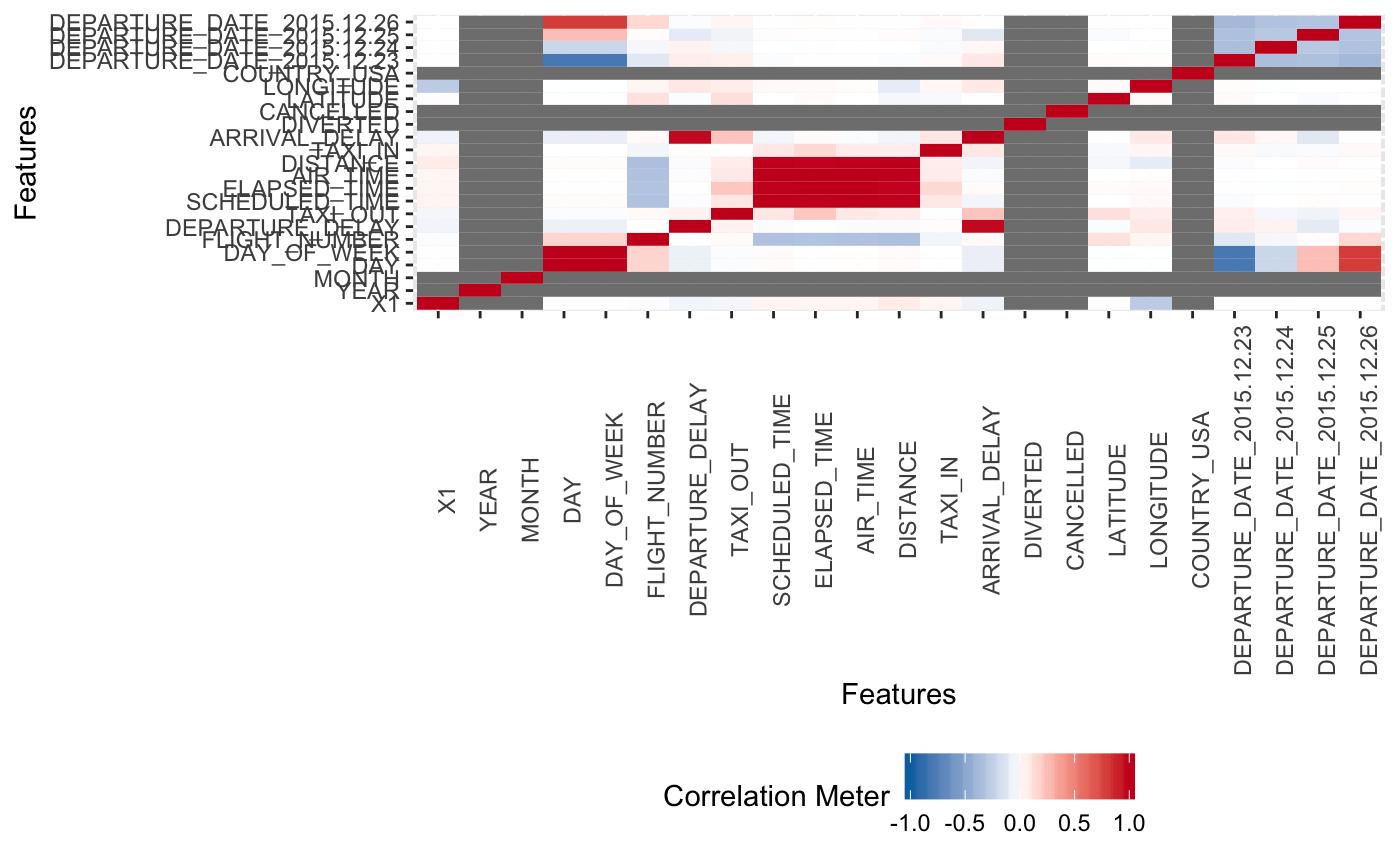 DEPARTURE_DATE_2015.12.26
DEPARTURE_DATE_2015.12.25
DEPARTURE_DATE_2015.12.24
DEPARTURE_DATE_2015.12.23
COUNTRY_USA
LONGITUDE
LATITUDE
CANCELLED
DIVERTED
ARRIVAL_DELAY
TAXI_IN
DISTANCE
AIR_TIME
ELAPSED_TIME
SCHEDULED_TIME
TAXI_OUT
DEPARTURE_DELAY
FLIGHT_NUMBER
DAY_OF_WEEK
DAY
MONTH
YEAR
X1
Features
X1
YEAR
MONTH
DAY
DAY_OF_WEEK
FLIGHT_NUMBER
DEPARTURE_DELAY
TAXI_OUT
SCHEDULED_TIME
ELAPSED_TIME
AIR_TIME
DISTANCE
TAXI_IN
ARRIVAL_DELAY
DIVERTED
CANCELLED
LATITUDE
LONGITUDE
COUNTRY_USA
DEPARTURE_DATE_2015.12.23
DEPARTURE_DATE_2015.12.24
DEPARTURE_DATE_2015.12.25
DEPARTURE_DATE_2015.12.26
Features
Correlation Meter
-1.0 -0.5 0.0 0.5 1.0